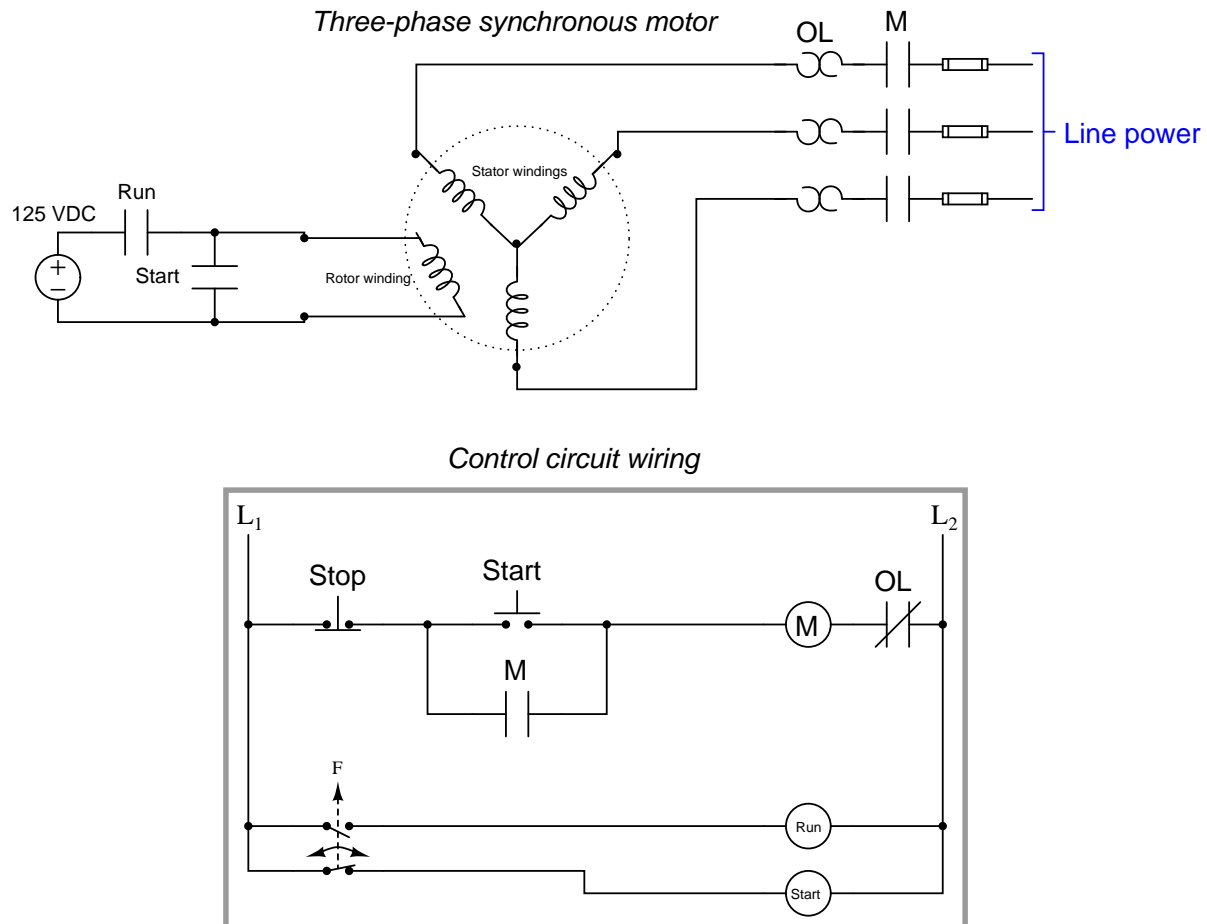 Three-phase synchronous motor
OL
M
Line power
Stator windings
Run
125 VDC
+
−
Start
Rotor winding
Control circuit wiring
L1
L2
Stop
Start
OL
M
M
F
Run
Start